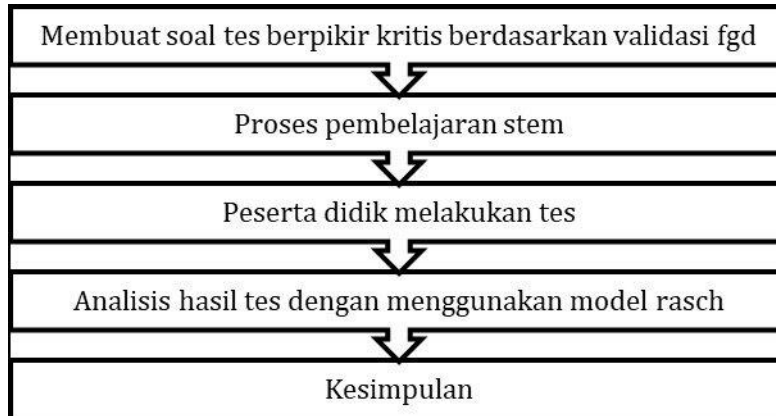 Membuat soal tes berpikir kritis berdasarkan validasi fgd
Proses pembelajaran stem
Peserta didik melakukan tes
Analisis hasil tes dengan menggunakan model rasch
Kesimpulan